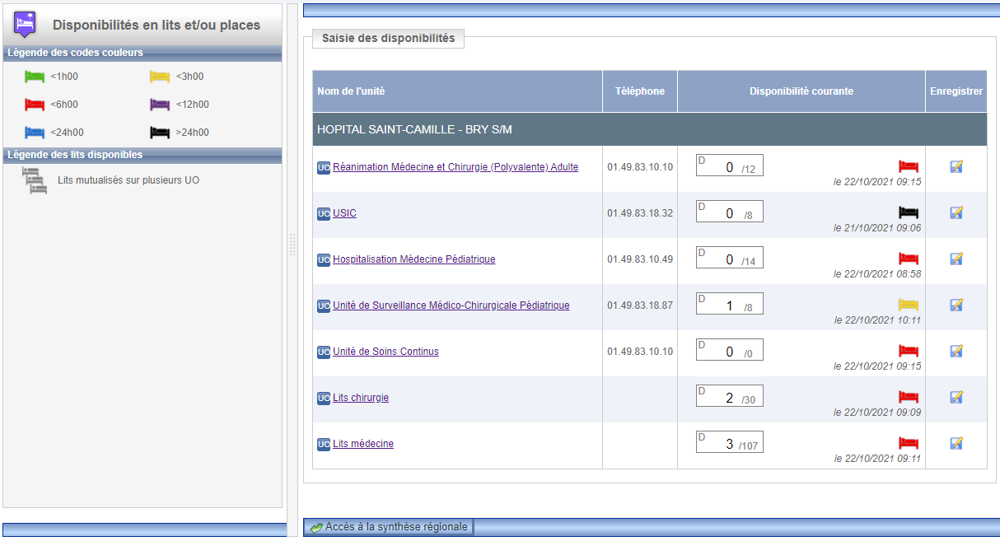 Disponibilités en lits et/ou places
Légende des codes couleurs
<1h00 <3h00
<6h00 <12h00
<24h00 >24h00
Légende des lits disponibles
Lits mutualisés sur plusieurs UO
Saisie des disponibilités
Nom de l'unité Téléphone Disponibilité courante Enregistrer
HOPITAL SAINT-CAMILLE - BRY S/M
UO Réanimation Médecine et Chirurgie (Polyvalente) Adulte 01.49.83.10.10 D 0 /12
le 22/10/2021 09:15
UO USIC 01.49.83.18.32 D 0 /8
le 21/10/2021 09:06
UO Hospitalisation Médecine Pédiatrique 01.49.83.10.49 D 0 /14
le 22/10/2021 08:58
UO Unité de Surveillance Médico-Chirurgicale Pédiatrique 01.49.83.18.87 D 1 /8
le 22/10/2021 10:11
UO Unité de Soins Continus 01.49.83.10.10 D 0 /0
le 22/10/2021 09:15
UO Lits chirurgie D 2 /30
le 22/10/2021 09:09
UO Lits médecine D 3 /107
le 22/10/2021 09:11
Accès à la synthèse régionale